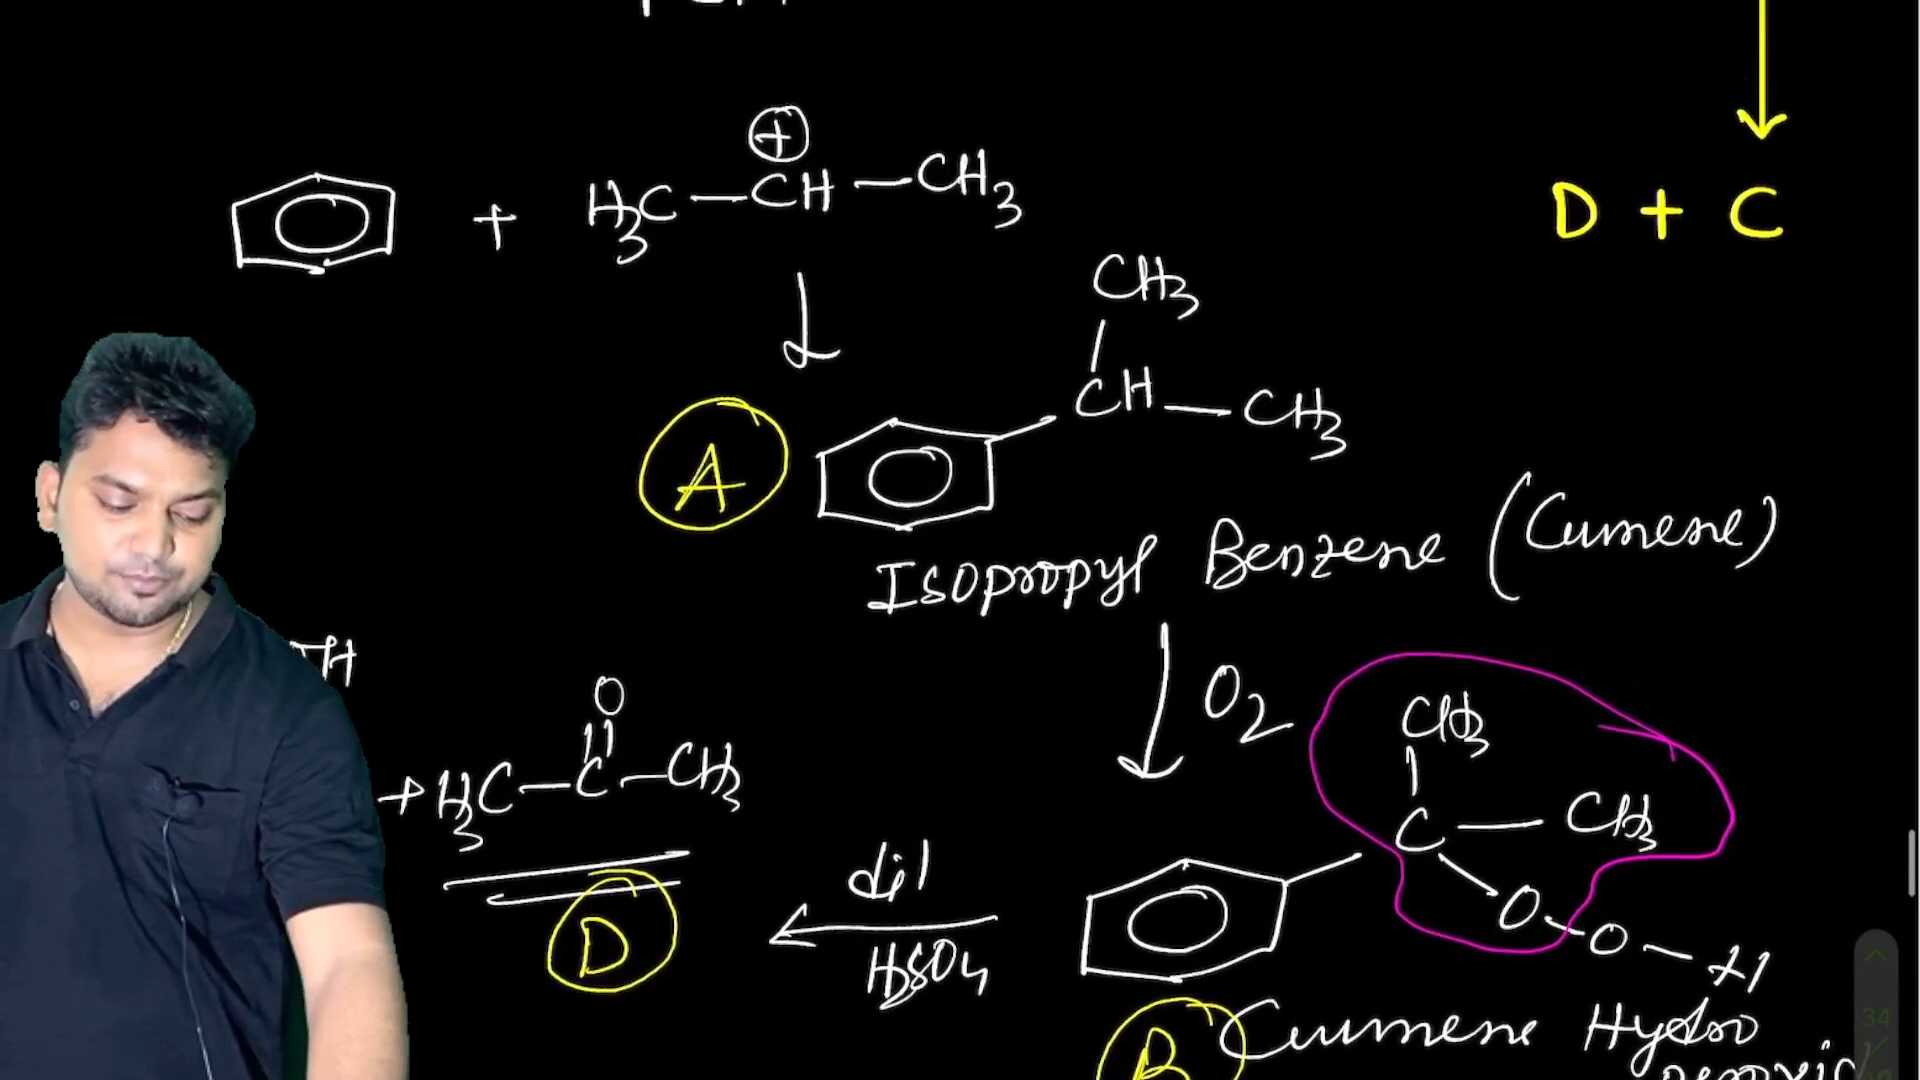 ⊕
H3C — CH — CH3
+
D + C
CH3
CH — CH3
A
Isopropyl Benzene (Cumene)
O2
CH3
C — CH3
O - O - H
O
+ H3C - C - CH3
D
dil
H2SO4
B
Cumene Hydro